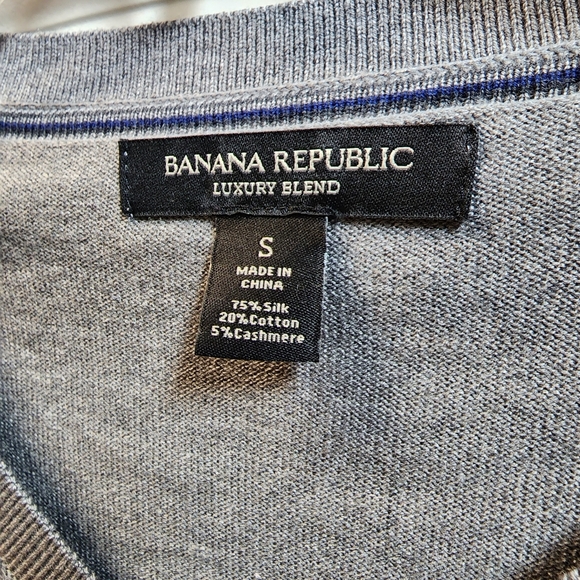 BANANA REPUBLIC
LUXURY BLEND
S
MADE IN
CHINA
75%Silk
20%Cotton
5%Cashmere